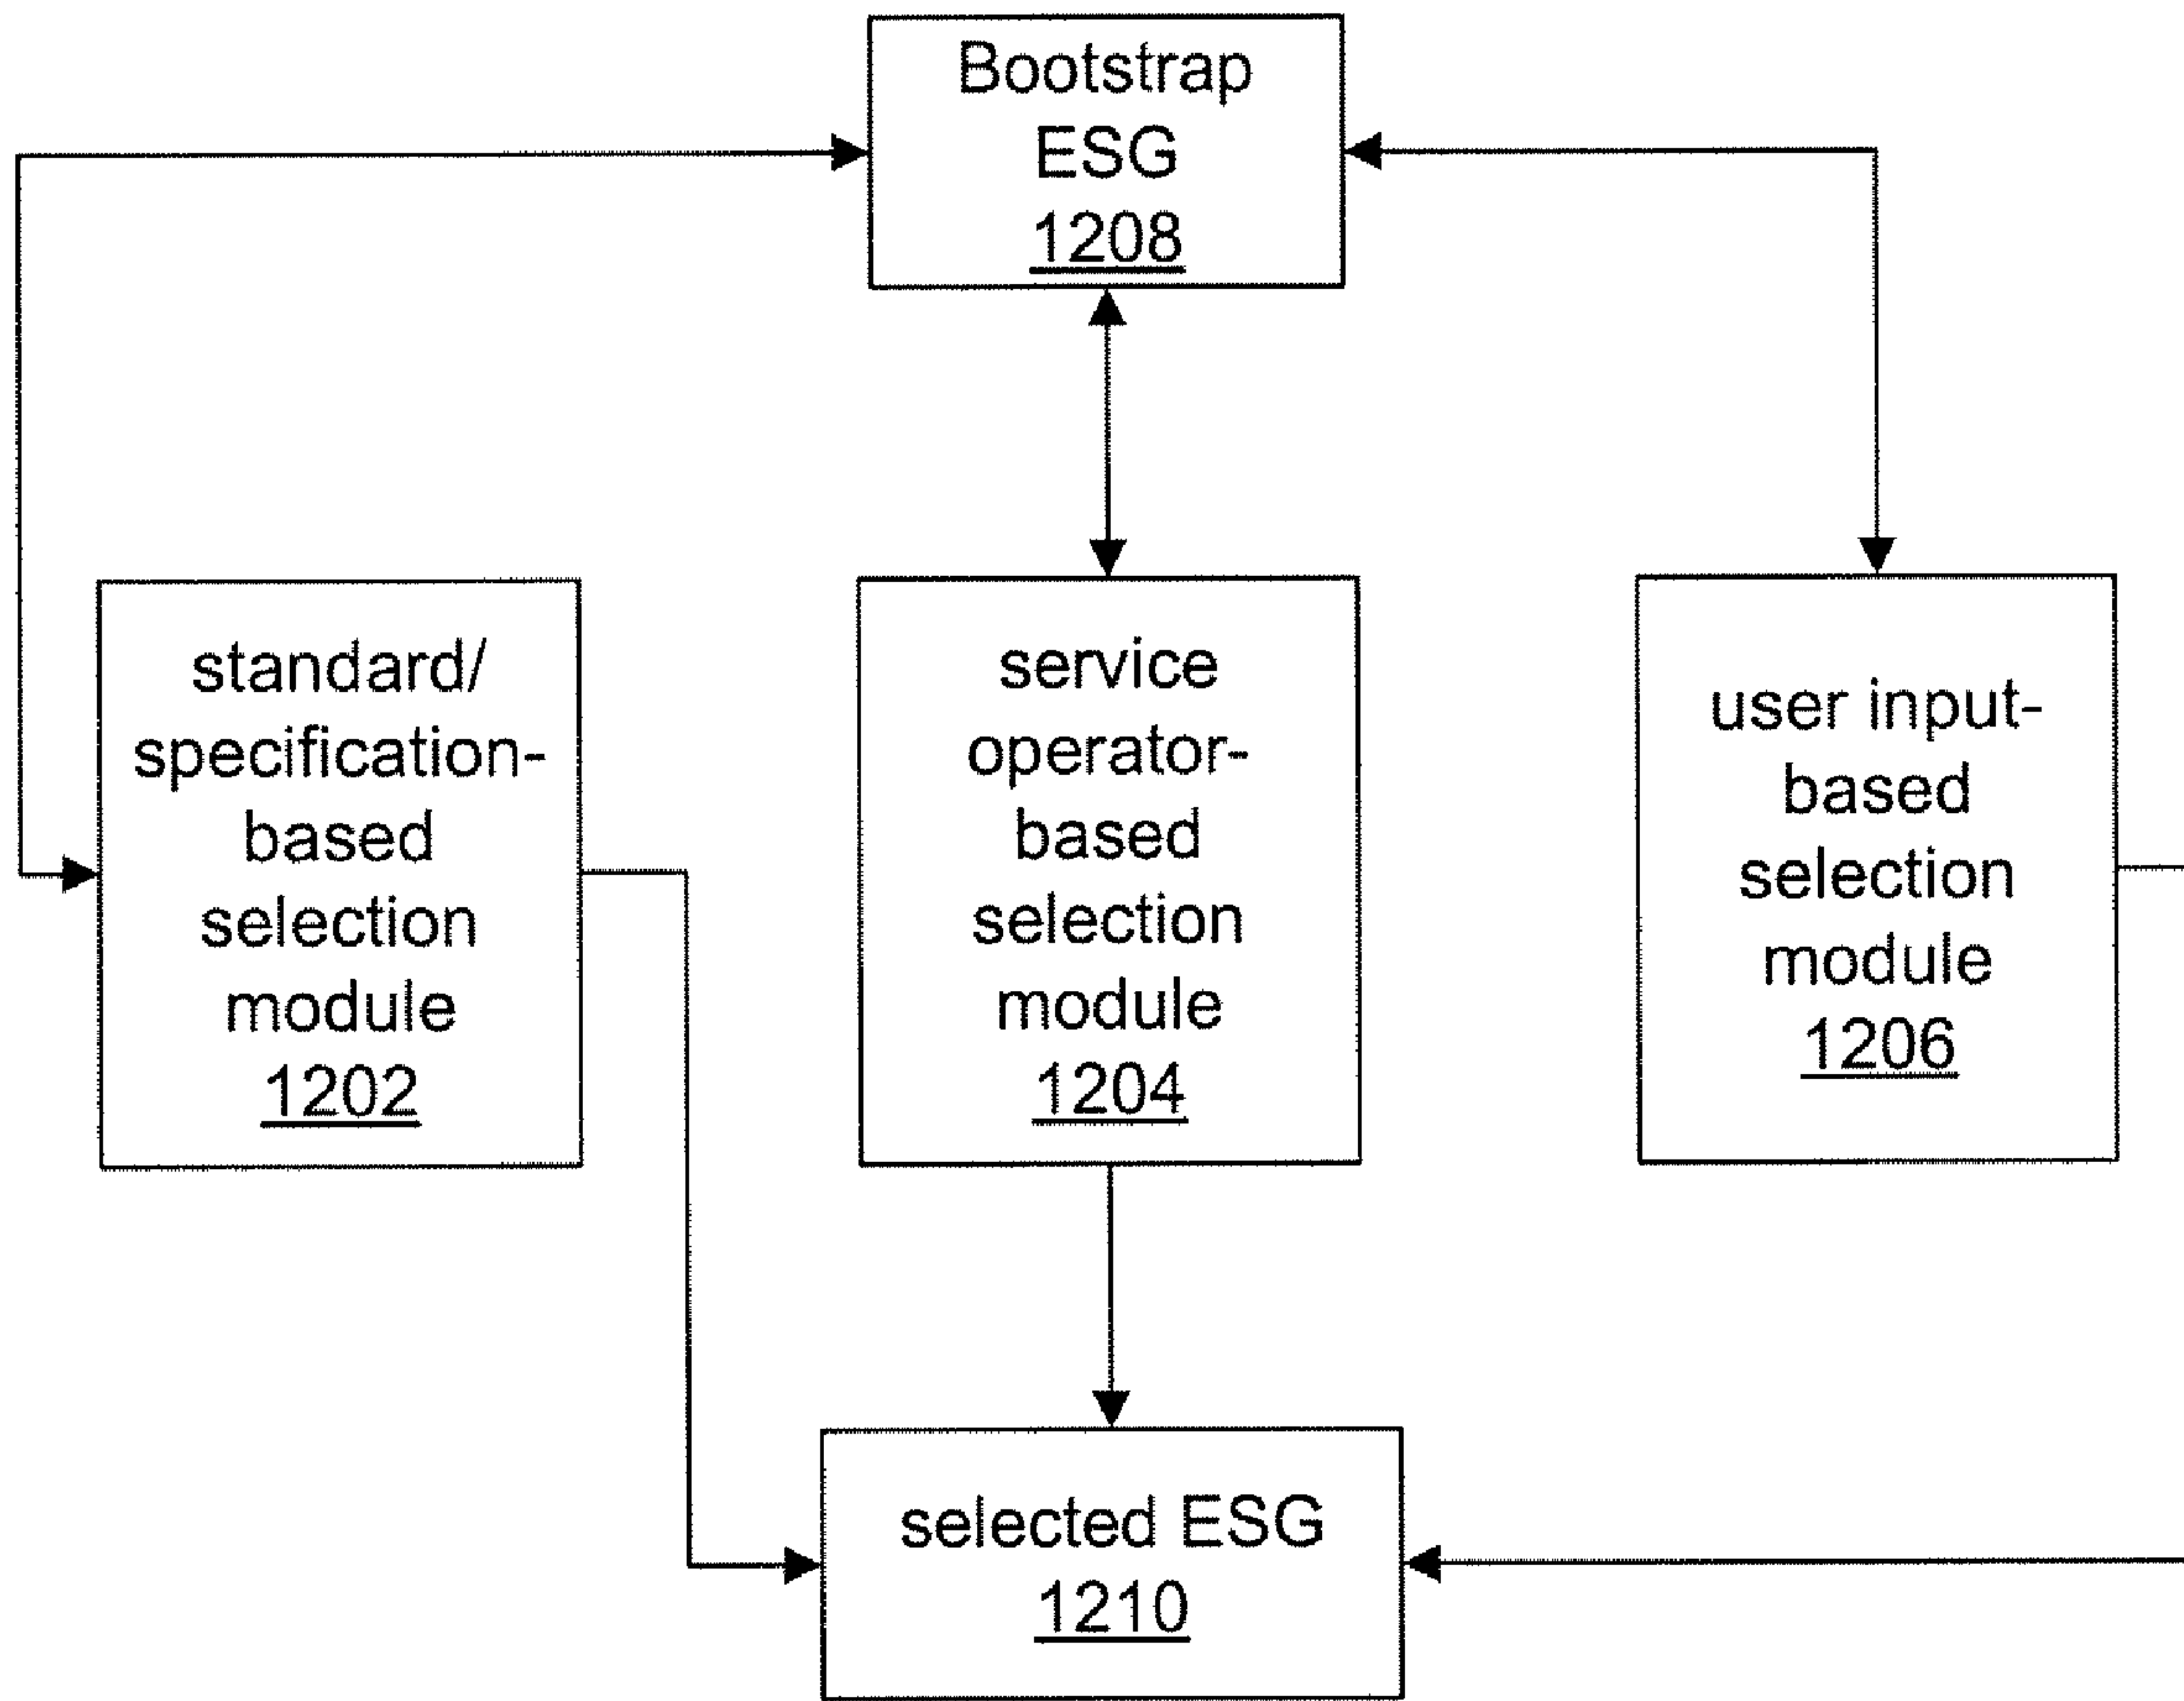 Bootstrap
ESG
1208
standard/
specification-
based
selection
module
1202
service
operator-
based
selection
module
1204
user input-
based
selection
module
1206
selected ESG
1210